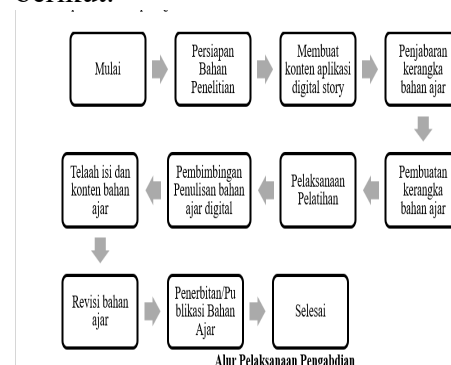 Mulai
Persiapan
Bahan
Penelitian
Membuat
konten aplikasi
digital story
Penjabaran
kerangka
bahan ajar
Pembuatan
kerangka
bahan ajar
Pelaksanaan
Pelatihan
Pembimbingan
Penulisan bahan
ajar digital
Telaah isi dan
konten bahan
ajar
Revisi bahan
ajar
Penerbitan/Pu
blikasi Bahan
Ajar
Selesai
Alur Pelaksanaan Pengabdian